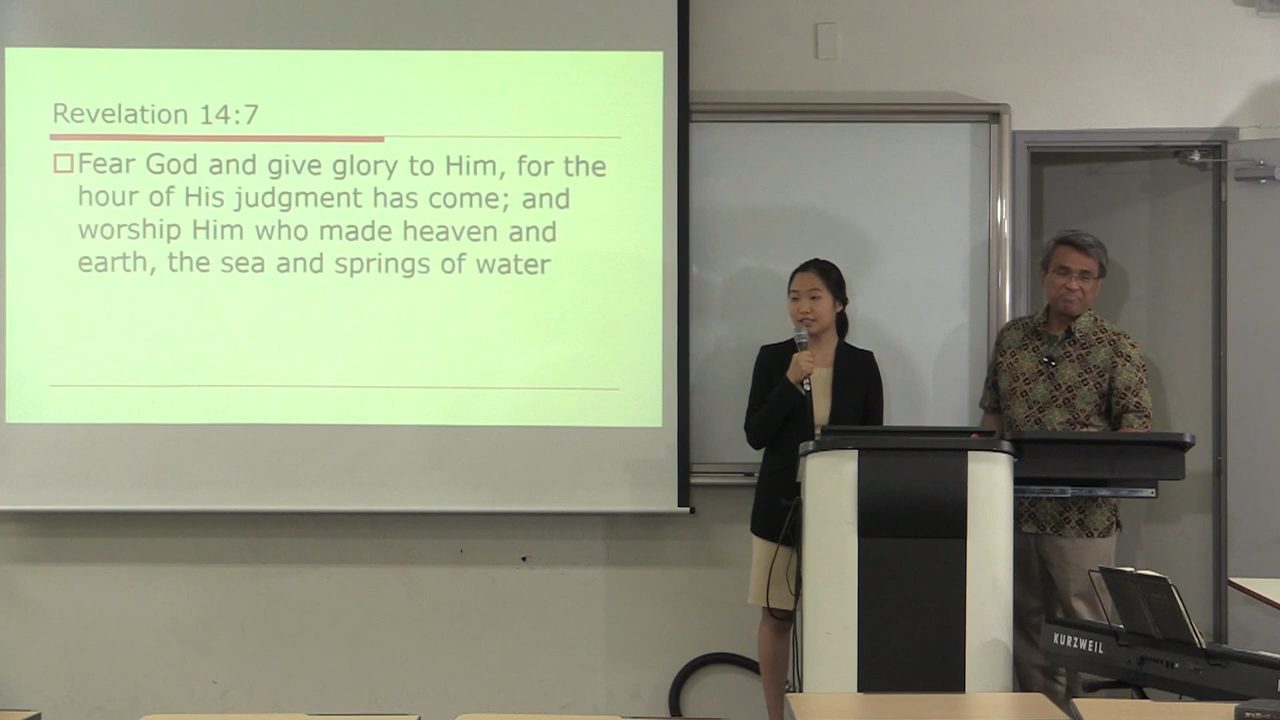 Revelation 14:7
Fear God and give glory to Him, for the
hour of His judgment has come; and
worship Him who made heaven and
earth, the sea and springs of water
KURZWEIL